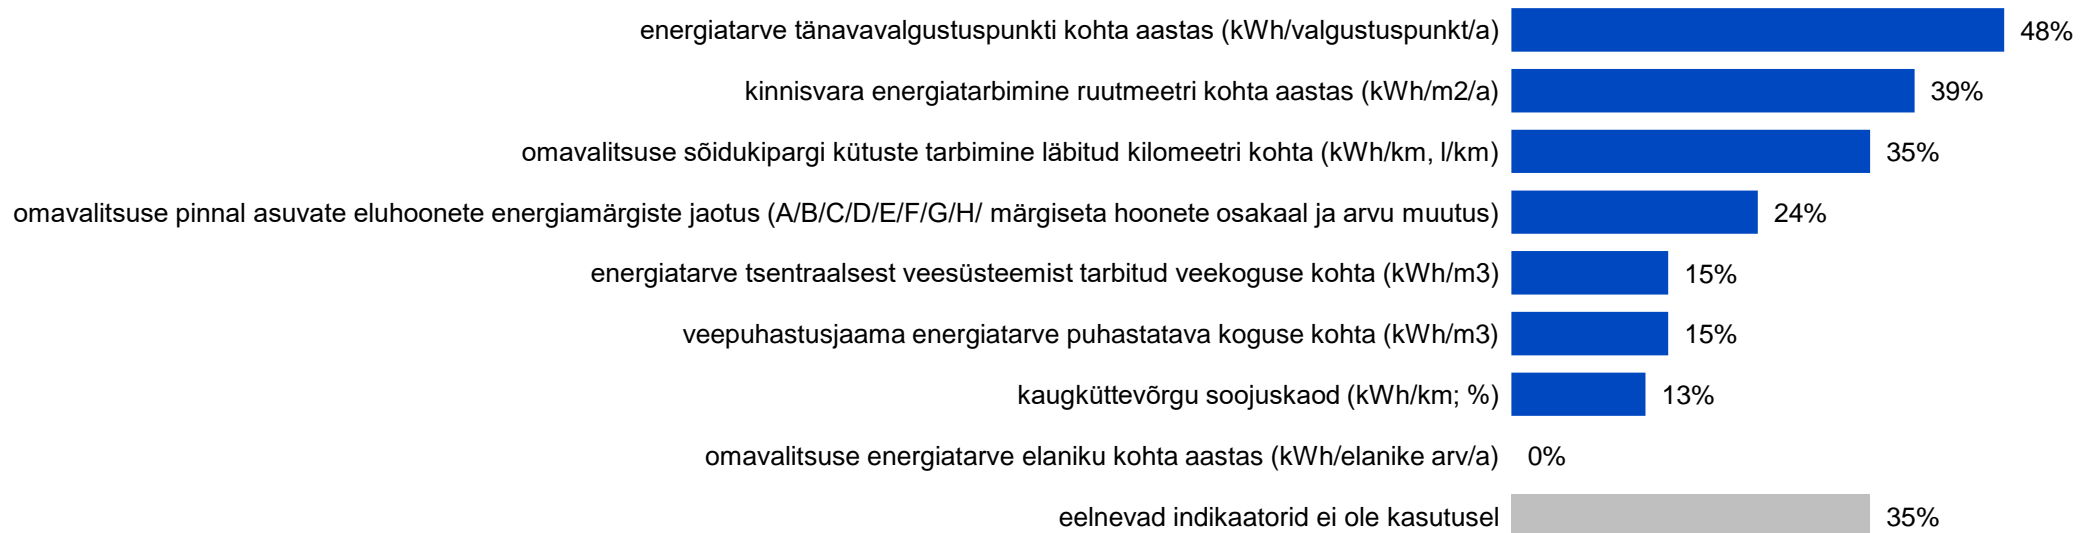 energiatarve tänavavalgustuspunkti kohta aastas (kWh/valgustuspunkt/a) 48%
kinnisvara energiatarbimine ruutmeetri kohta aastas (kWh/m2/a) 39%
omavalitsuse sõidukipargi kütuste tarbimine läbitud kilomeetri kohta (kWh/km, l/km) 35%
omavalitsuse pinnal asuvate eluhoonete energiamärgiste jaotus (A/B/C/D/E/F/G/H/ märgiseta hoonete osakaal ja arvu muutus) 24%
energiatarve tsentraalsest veesüsteemist tarbitud veekoguse kohta (kWh/m3) 15%
veepuhastusjaama energiatarve puhastatava koguse kohta (kWh/m3) 15%
kaugküttevõrgu soojuskaod (kWh/km; %) 13%
omavalitsuse energiatarve elaniku kohta aastas (kWh/elanike arv/a) 0%
eelnevad indikaatorid ei ole kasutusel 35%